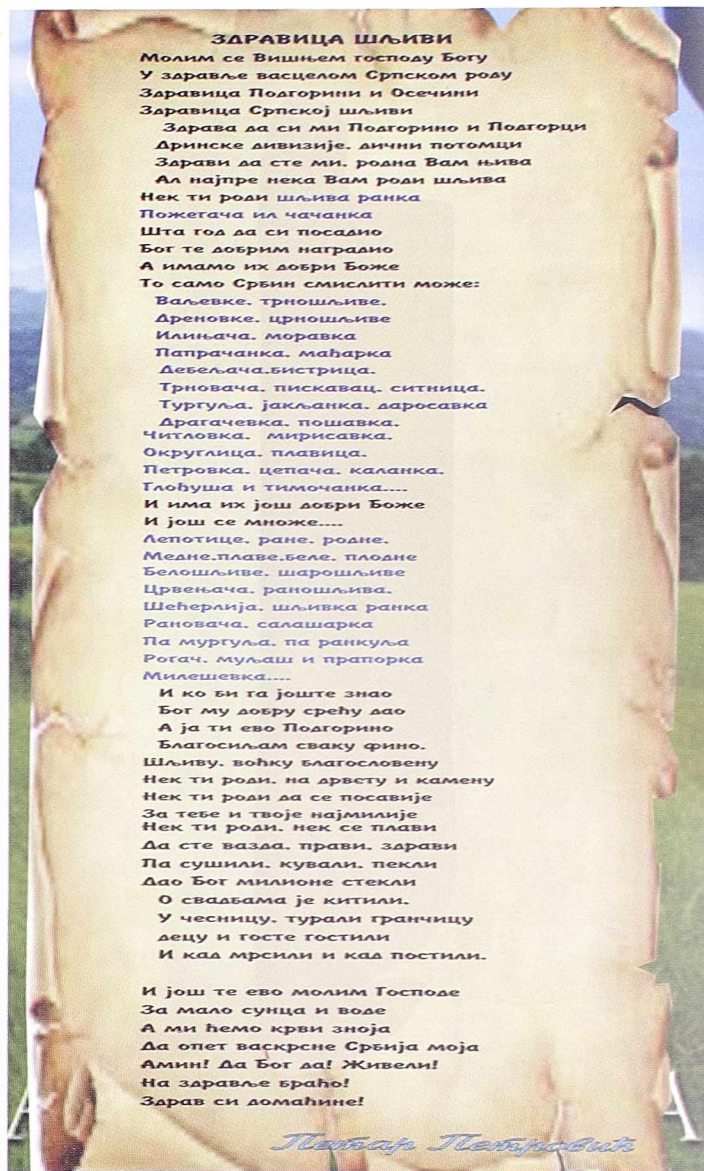 ЗДРАВИЦА ШЉИВИ
Молим се Вишњем господу Богу
У здравље васцелом Српском роду
Здравица Подгорини и Осечини
Здравица Српској шљиви
Здрава да си ми Подгорино и Подгорци
Дринске дивизије. дични потомци
Здрави да сте ми. родна Вам њива
Ал најпре нека Вам роди шљива
Нек ти роди шљива ранка
Пожегача ил чачанка
Шта год да си посадио
Бог те добрим наградио
А имамо их добри Боже
То само Србин смислити може:
Ваљевке. трношљиве.
Дреновке. црношљиве
Илињача. моравка
Папрачанка. мађарка
Дебељача.бистрица.
Трновача. пискавац. ситница.
Тургуља. јакљанка. даросавка
Драгачевка. пошавка.
Читловка. мирисавка.
Округлица. плавица.
Петровка. цепача. каланка.
Глођуша и тимочанка....
И има их још добри Боже
И још се множе....
Лепотице. ране. родне.
Медне.плаве.беле. плодне
Белошљиве. шарошљиве
Црвењача. раношљива.
Шећерлија. шљивка ранка
Рановача. салашарка
Па мургуља. па ранкуља
Рогач. муљаш и прапорка
Милешевка....
И ко би га јоште знао
Бог му добру срећу дао
А ја ти ево Подгорино
Благосиљам сваку фино.
Шљиву. воћку благословену
Нек ти роди. на дрвету и камену
Нек ти роди да се посавије
За тебе и твоје најмилије
Нек ти роди. нек се плави
Да сте вазда. прави. здрави
Па сушили. кували. пекли
Дао Бог милионе стекли
О свадбама је китили.
У чесницу. турали гранчицу
децу и госте гостили
И кад мрсили и кад постили.
И још те ево молим Господе
За мало сунца и воде
А ми ћемо крви зноја
Да опет васкрсне Србија моја
Амин! Да Бог да! Живели!
На здравље браћо!
Здрав си домаћине!
Петар Петровић